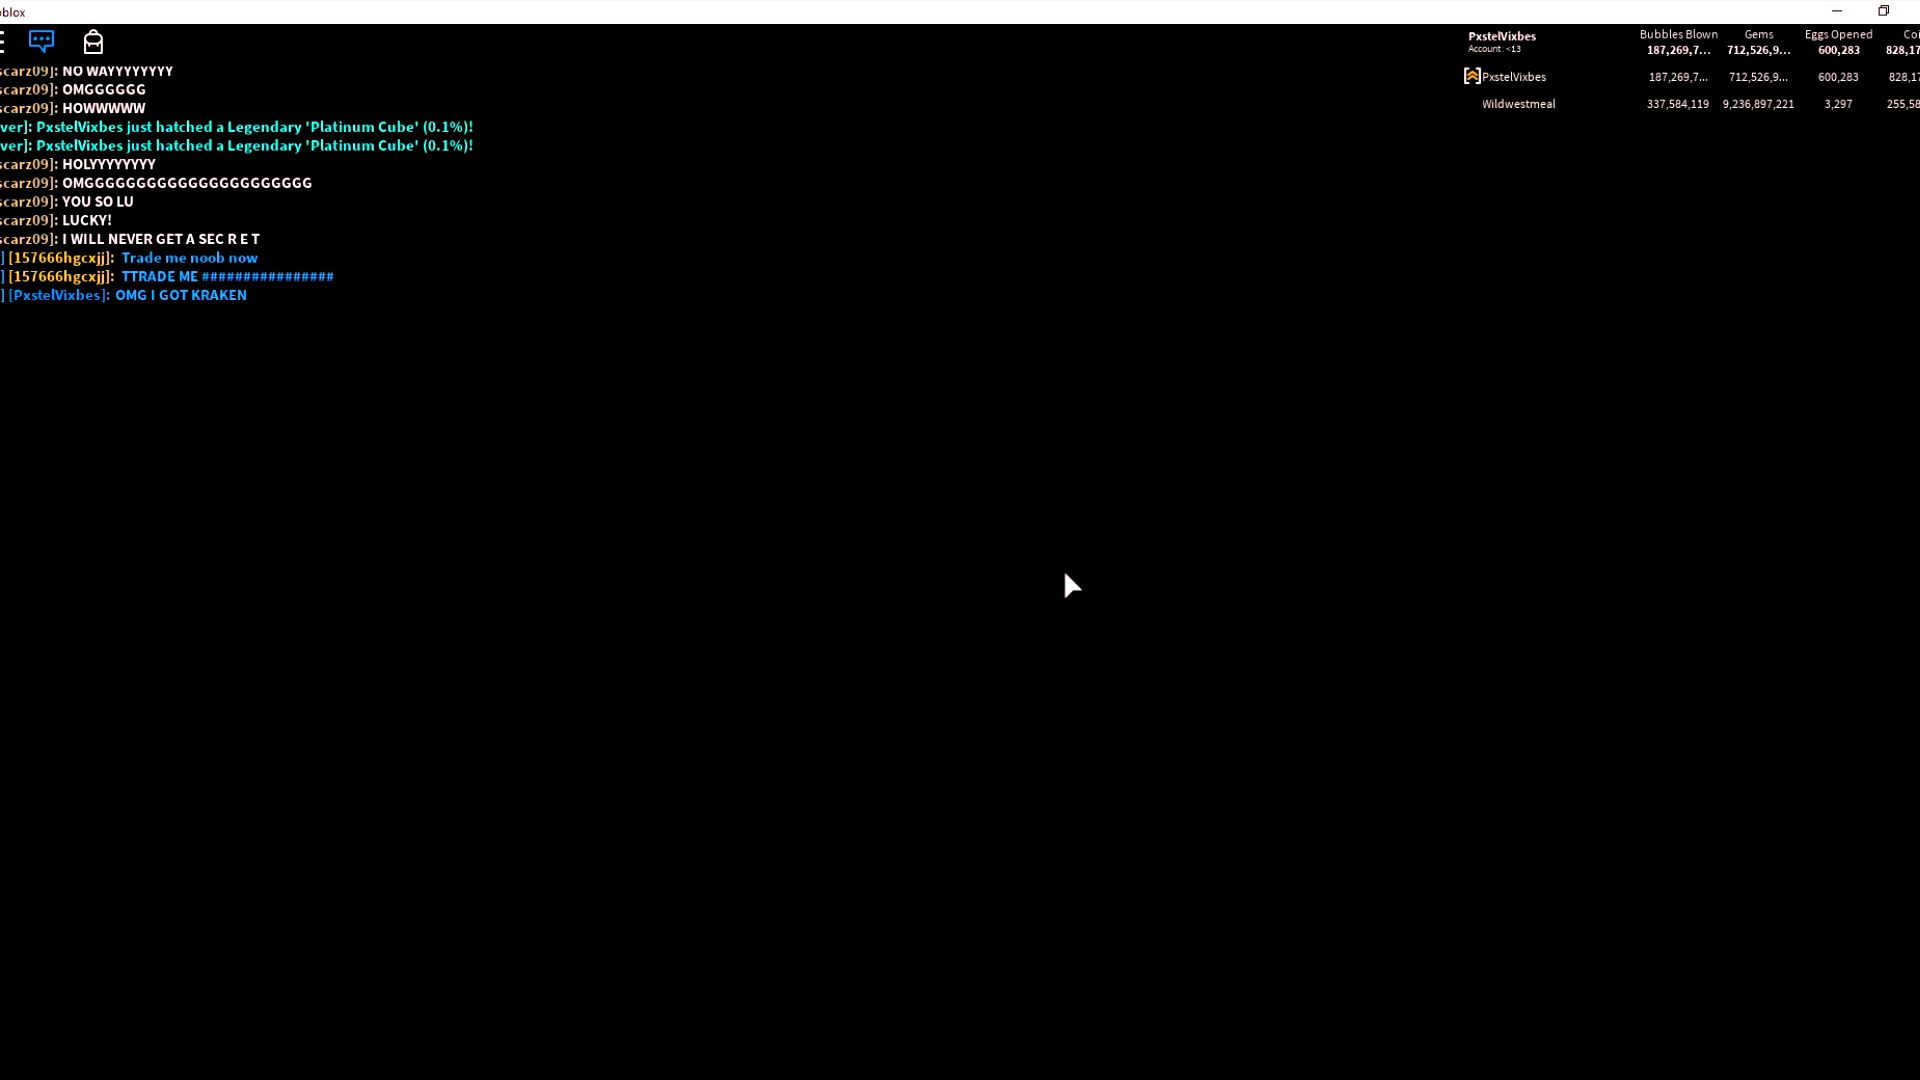 oblox
PxstelVixbes
Account: <13
Bubbles Blown Gems Eggs Opened Coi
187,269,7... 712,526,9... 600,283 828,17
PxstelVixbes 187,269,7... 712,526,9... 600,283 828,17
Wildwestmeal 337,584,119 9,236,897,221 3,297 255,58
scarz09]: NO WAYYYYYYYY
scarz09]: OMGGGGGG
scarz09]: HOWWWWW
ver]: PxstelVixbes just hatched a Legendary 'Platinum Cube' (0.1%)!
ver]: PxstelVixbes just hatched a Legendary 'Platinum Cube' (0.1%)!
scarz09]: HOLYYYYYYYY
scarz09]: OMGGGGGGGGGGGGGGGGGGGGGG
scarz09]: YOU SO LU
scarz09]: LUCKY!
scarz09]: I WILL NEVER GET A SEC R E T
] [157666hgcxjj]: Trade me noob now
] [157666hgcxjj]: TTRADE ME ################
] [PxstelVixbes]: OMG I GOT KRAKEN